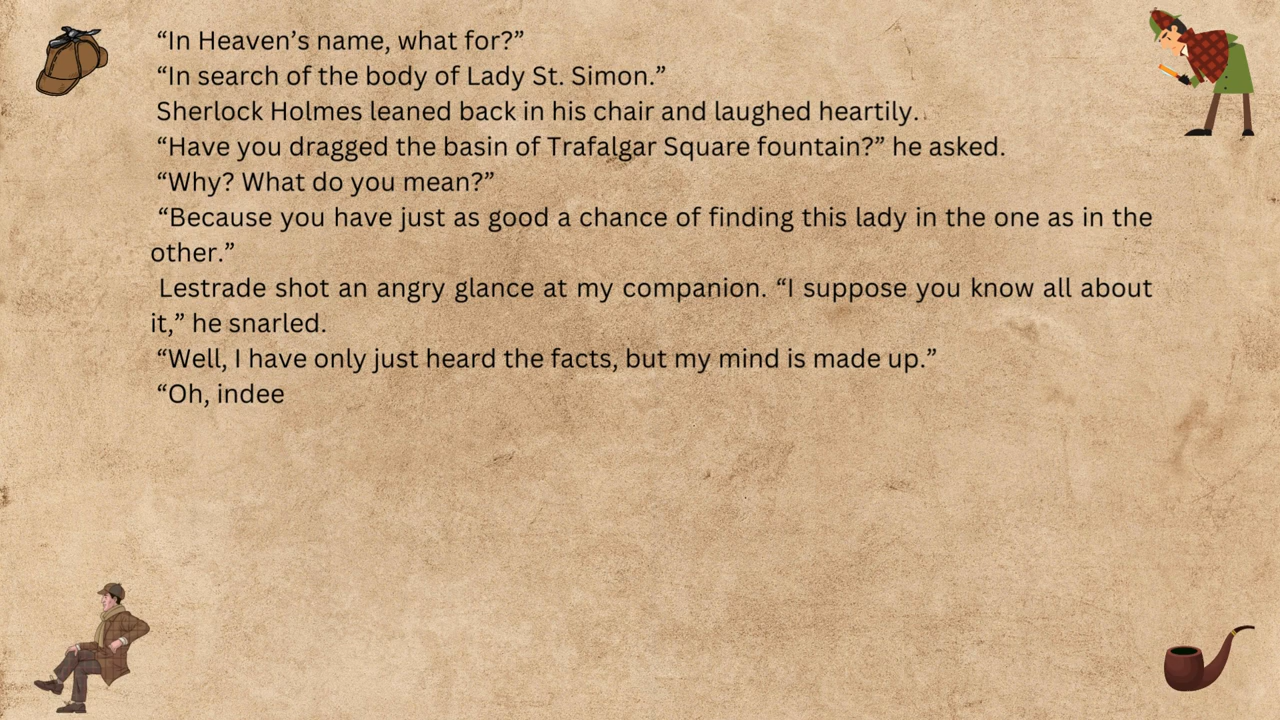 “In Heaven’s name, what for?”
“In search of the body of Lady St. Simon.”
Sherlock Holmes leaned back in his chair and laughed heartily.
“Have you dragged the basin of Trafalgar Square fountain?” he asked.
“Why? What do you mean?”
“Because you have just as good a chance of finding this lady in the one as in the
other.”
Lestrade shot an angry glance at my companion. “I suppose you know all about
it,” he snarled.
“Well, I have only just heard the facts, but my mind is made up.”
“Oh, indee